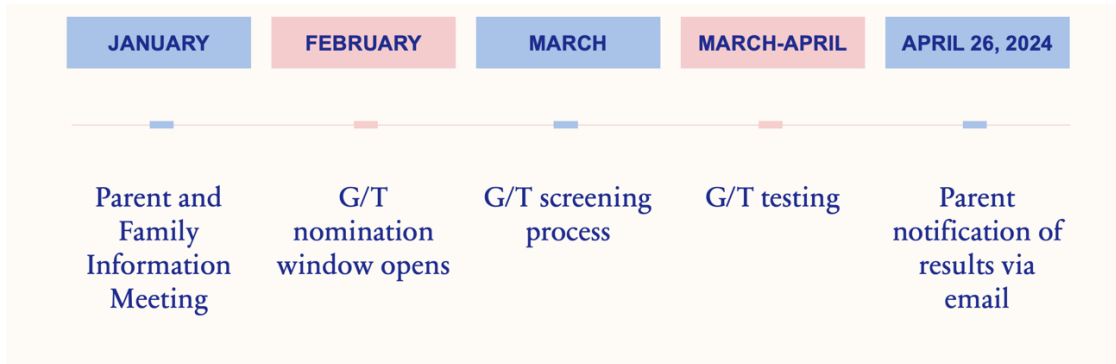 JANUARY
FEBRUARY
MARCH
MARCH-APRIL
APRIL 26, 2024
Parent and
Family
Information
Meeting
G/T
nomination
window opens
G/T screening
process
G/T testing
Parent
notification of
results via
email